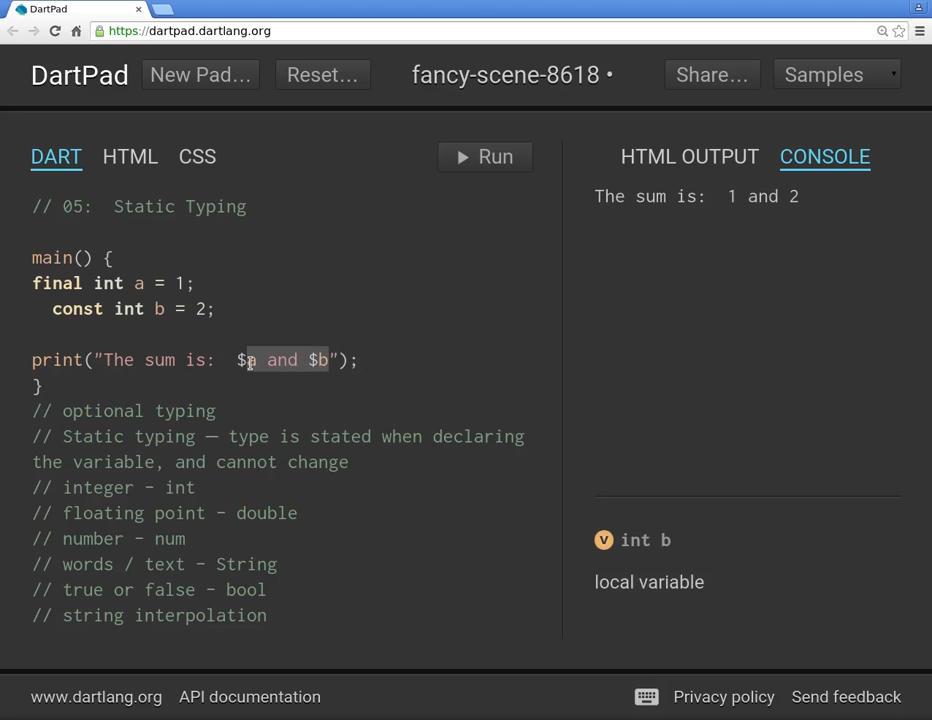 DartPad
https://dartpad.dartlang.org
DartPad New Pad... Reset... fancy-scene-8618 • Share... Samples
DART HTML CSS Run HTML OUTPUT CONSOLE
// 05:  Static Typing
main() {
final int a = 1;
  const int b = 2;
print("The sum is:  $a and $b");
}
// optional typing
// Static typing – type is stated when declaring
the variable, and cannot change
// integer - int
// floating point - double
// number - num
// words / text - String
// true or false - bool
// string interpolation
The sum is:  1 and 2
V int b
local variable
www.dartlang.org API documentation Privacy policy Send feedback